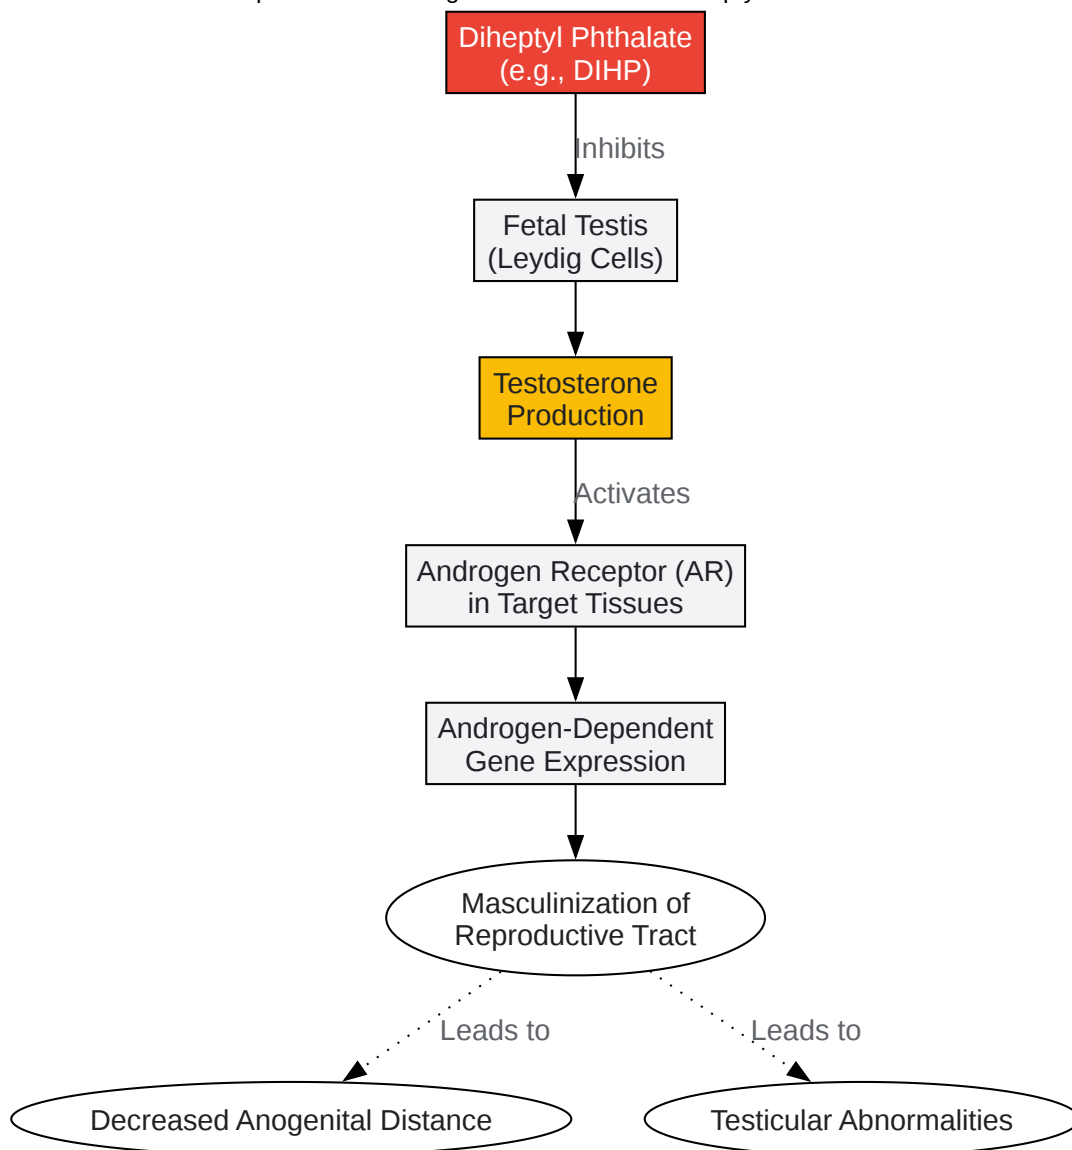 Diheptyl Phthalate
(e.g., DIHP)
Inhibits
Fetal Testis
(Leydig Cells)
Testosterone
Production
Activates
Androgen Receptor (AR)
in Target Tissues
Androgen-Dependent
Gene Expression
Masculinization of
Reproductive Tract
Leads to
Leads to
Decreased Anogenital Distance
Testicular Abnormalities